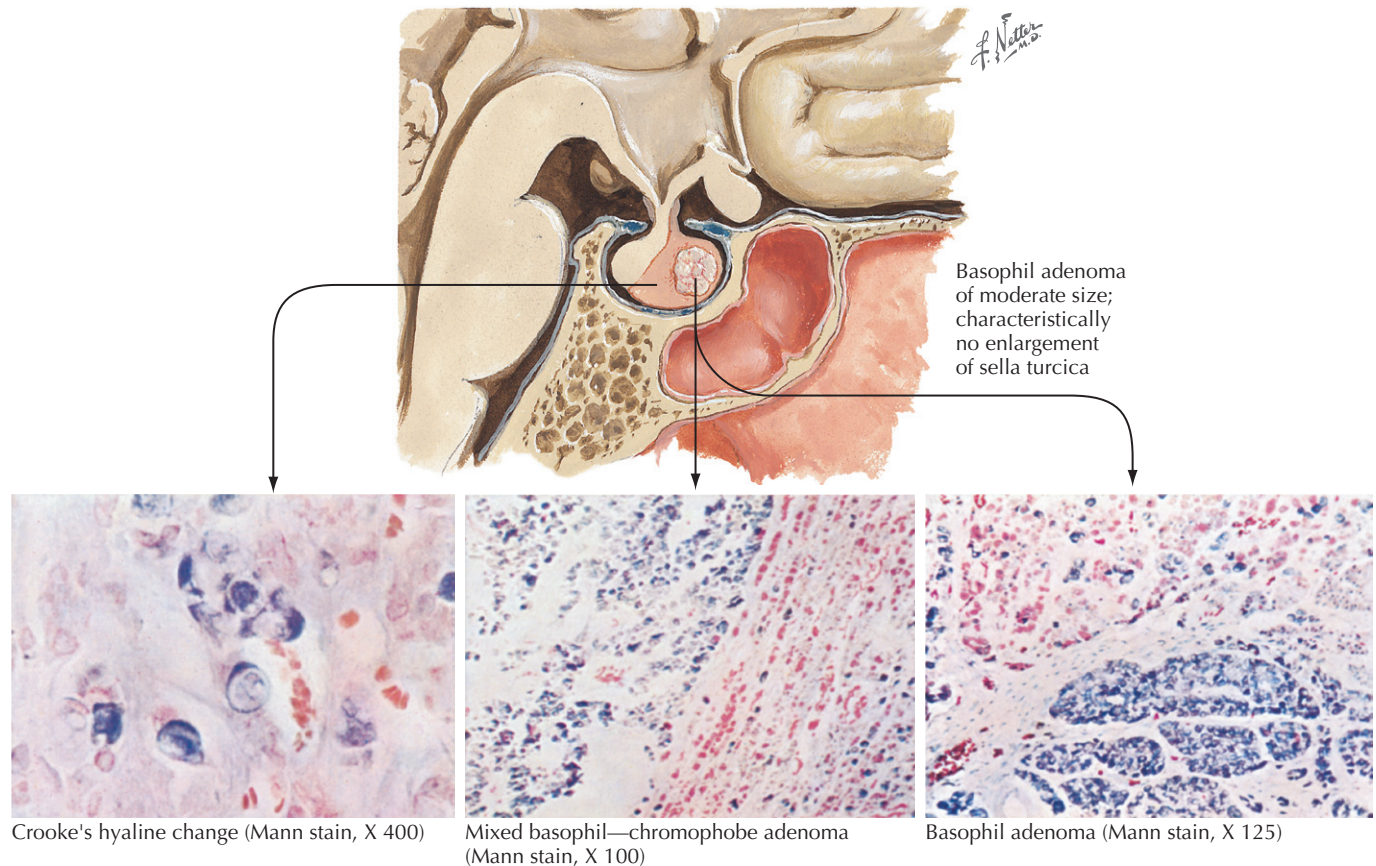 F. Netter
M.D.
Basophil adenoma
of moderate size;
characteristically
no enlargement
of sella turcica
Crooke's hyaline change (Mann stain, X 400)
Mixed basophil—chromophobe adenoma
(Mann stain, X 100)
Basophil adenoma (Mann stain, X 125)